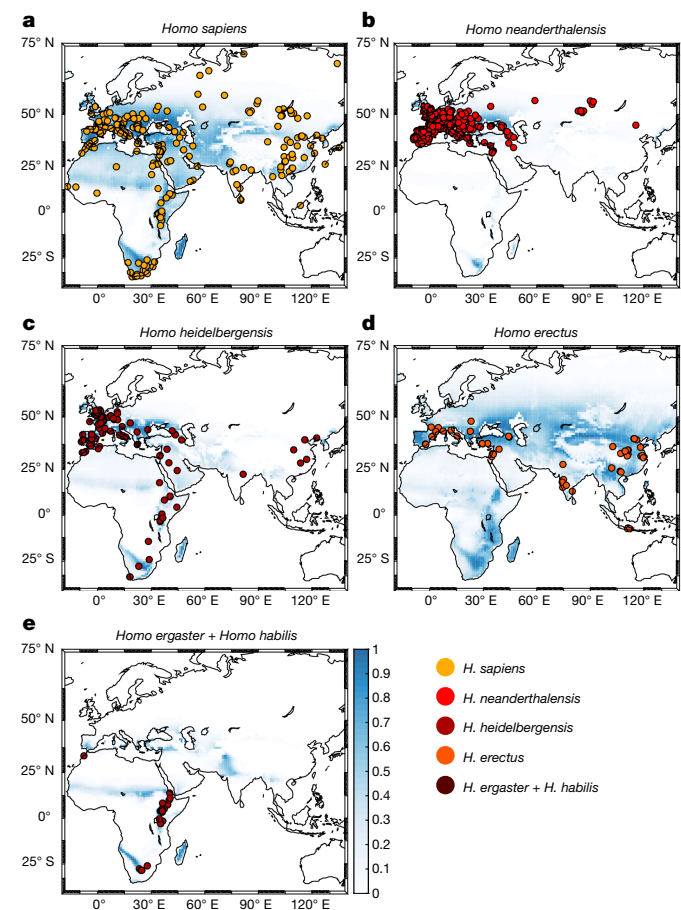 a
Homo sapiens
75° N
50° N
25° N
0°
25° S
0° 30° E 60° E 90° E 120° E
b
Homo neanderthalensis
75° N
50° N
25° N
0°
25° S
0° 30° E 60° E 90° E 120° E
c
Homo heidelbergensis
75° N
50° N
25° N
0°
25° S
0° 30° E 60° E 90° E 120° E
d
Homo erectus
75° N
50° N
25° N
0°
25° S
0° 30° E 60° E 90° E 120° E
e
Homo ergaster + Homo habilis
75° N
50° N
25° N
0°
25° S
0° 30° E 60° E 90° E 120° E
1
0.9
0.8
0.7
0.6
0.5
0.4
0.3
0.2
0.1
0
H. sapiens
H. neanderthalensis
H. heidelbergensis
H. erectus
H. ergaster + H. habilis